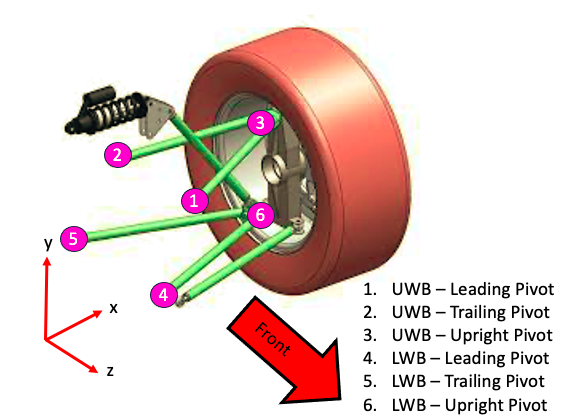 3
2
1
6
5
4
y
x
z
Front
1. UWB – Leading Pivot
2. UWB – Trailing Pivot
3. UWB – Upright Pivot
4. LWB – Leading Pivot
5. LWB – Trailing Pivot
6. LWB – Upright Pivot